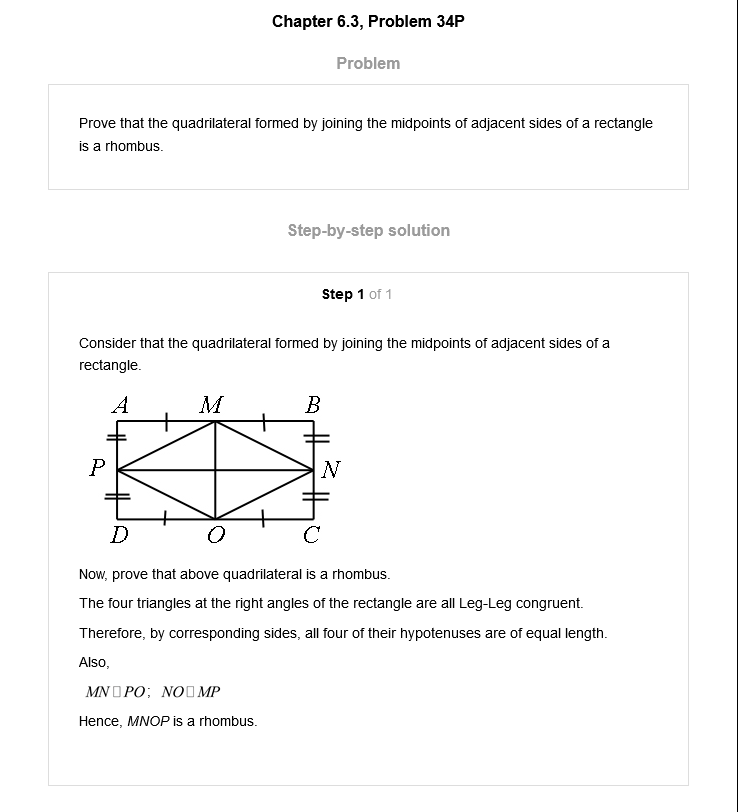 Chapter 6.3, Problem 34P
Problem
Prove that the quadrilateral formed by joining the midpoints of adjacent sides of a rectangle
is a rhombus.
Step-by-step solution
Step 1 of 1
Consider that the quadrilateral formed by joining the midpoints of adjacent sides of a
rectangle.
A M B
P N
D O C
Now, prove that above quadrilateral is a rhombus.
The four triangles at the right angles of the rectangle are all Leg-Leg congruent.
Therefore, by corresponding sides, all four of their hypotenuses are of equal length.
Also,
MN▯PO; NO▯MP
Hence, MNOP is a rhombus.